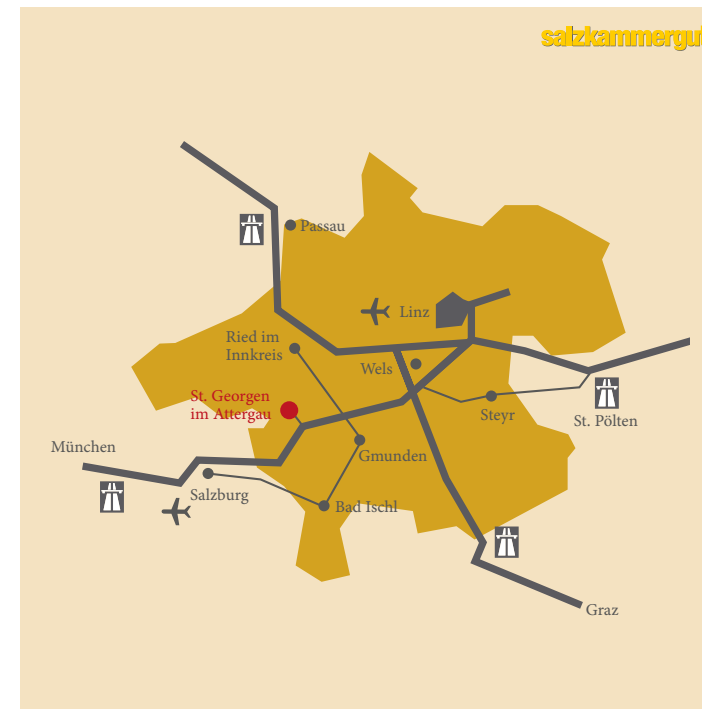 salzkammergut
Passau
Linz
Ried im
Innkreis
Wels
St. Georgen
im Attergau
Steyr
St. Pölten
München
Gmunden
Salzburg
Bad Ischl
Graz